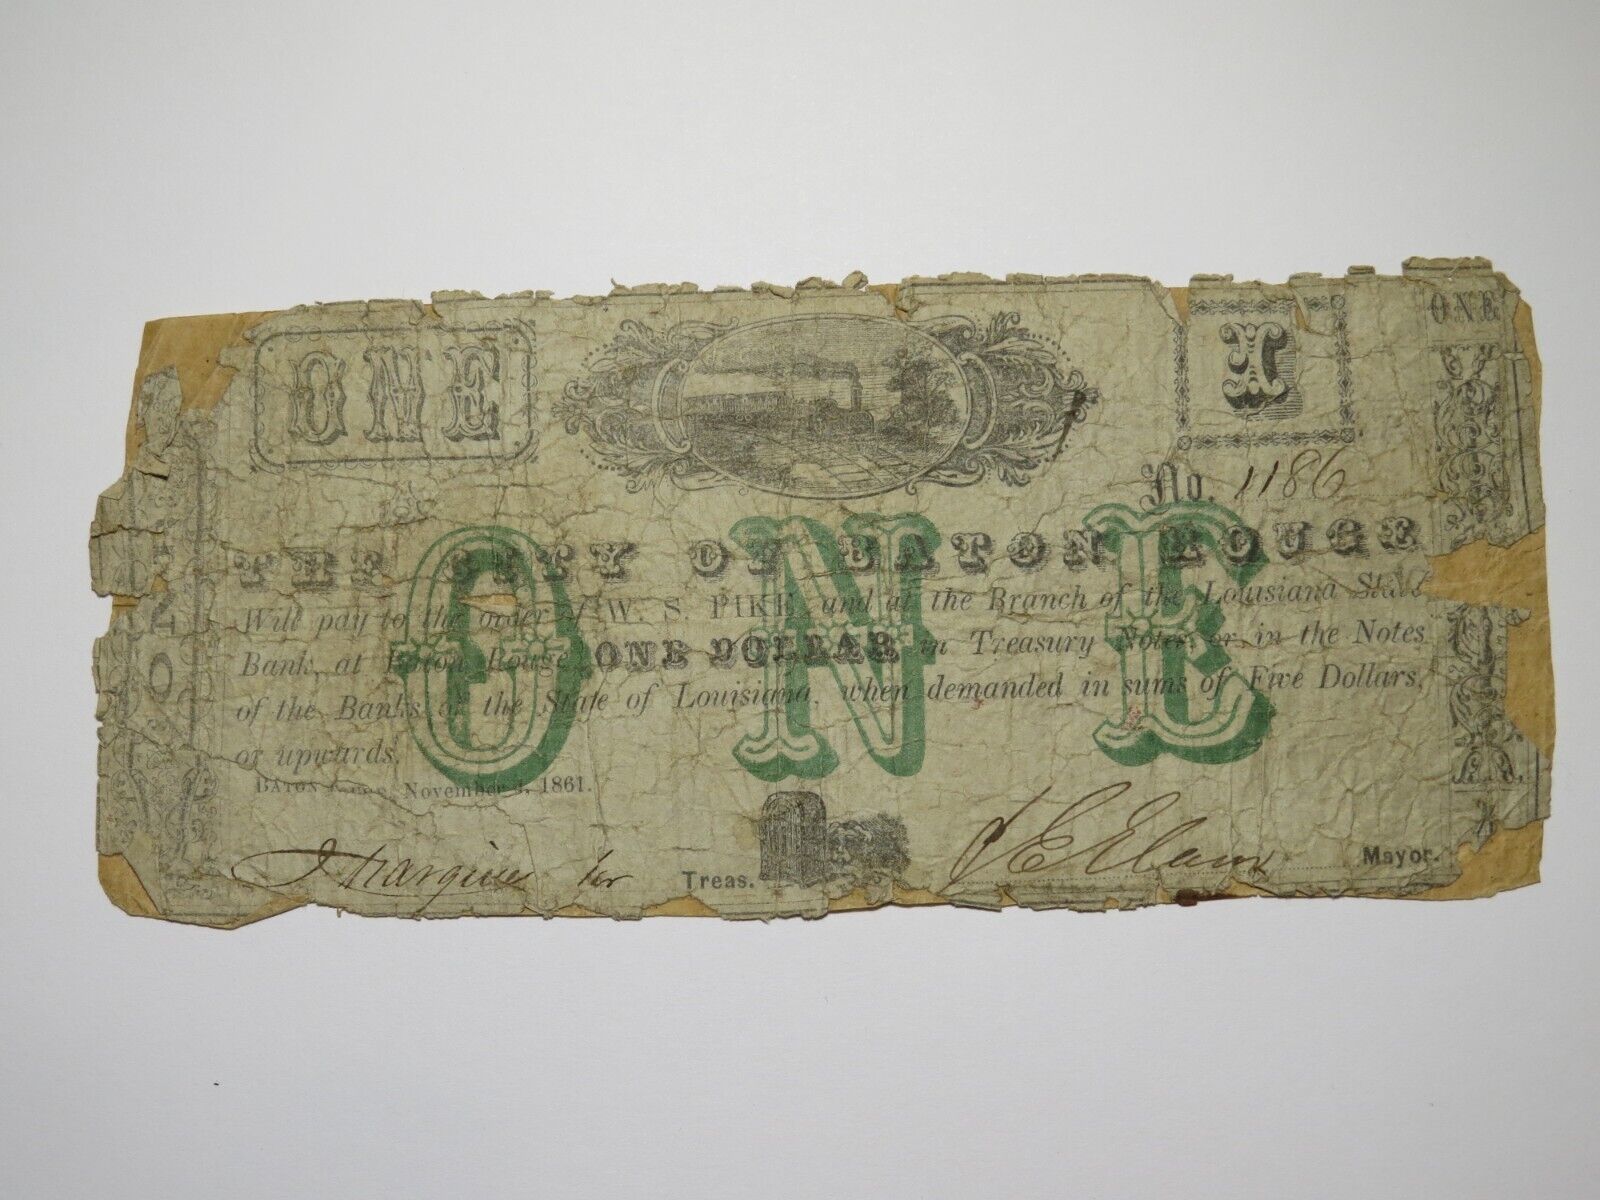 ONE
1
ONE
No. 1186
ONE
THE CITY OF BATON ROUGE
Will pay to the order of W. S. PIKE, and at the Branch of the Louisiana State
Bank, at Baton Rouge, ONE DOLLAR in Treasury Notes, or in the Notes
of the Banks of the State of Louisiana, when demanded in sums of Five Dollars,
or upwards.
BATON November 1861.
Treas.
J E Elam Mayor.